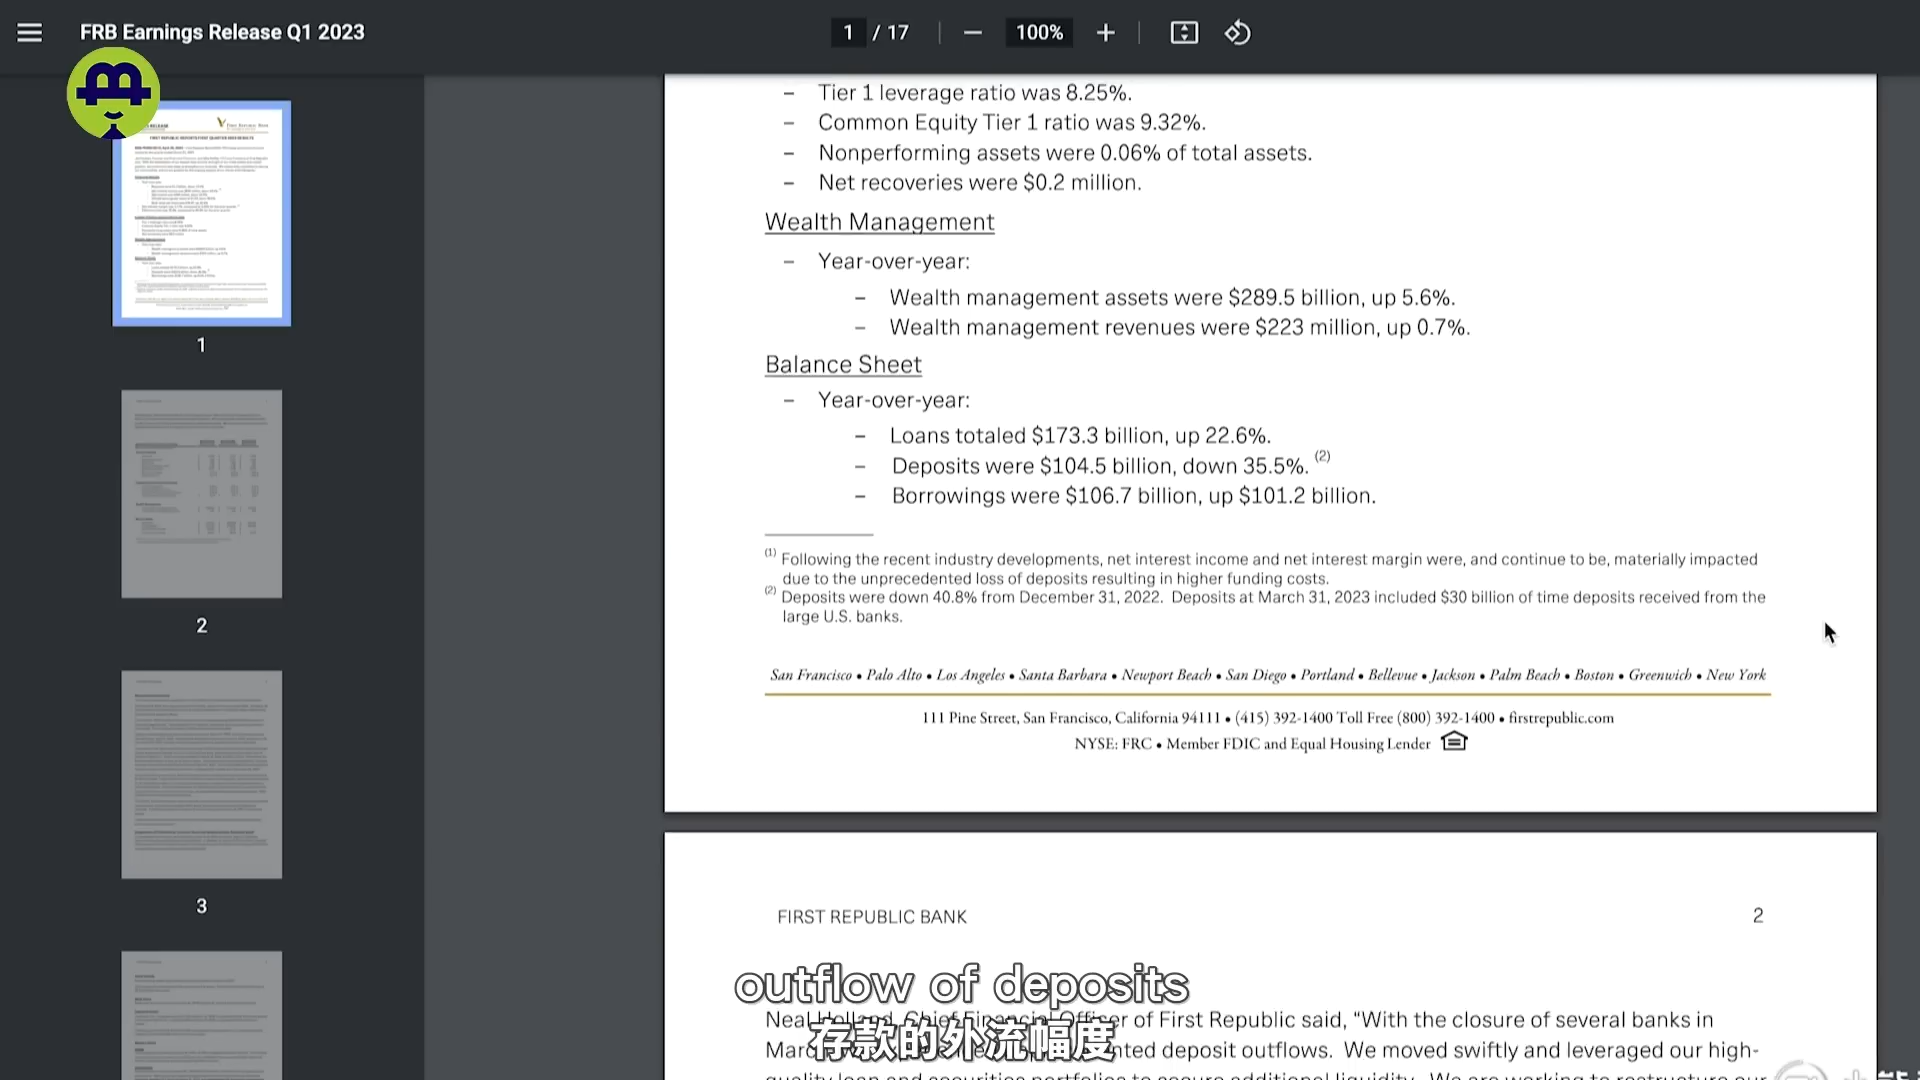 FRB Earnings Release Q1 2023
1 / 17
100%
– Tier 1 leverage ratio was 8.25%.
– Common Equity Tier 1 ratio was 9.32%.
– Nonperforming assets were 0.06% of total assets.
– Net recoveries were $0.2 million.
Wealth Management
– Year-over-year:
– Wealth management assets were $289.5 billion, up 5.6%.
– Wealth management revenues were $223 million, up 0.7%.
Balance Sheet
– Year-over-year:
– Loans totaled $173.3 billion, up 22.6%.
– Deposits were $104.5 billion, down 35.5%. (2)
– Borrowings were $106.7 billion, up $101.2 billion.
(1) Following the recent industry developments, net interest income and net interest margin were, and continue to be, materially impacted
due to the unprecedented loss of deposits resulting in higher funding costs.
(2) Deposits were down 40.8% from December 31, 2022. Deposits at March 31, 2023 included $30 billion of time deposits received from the
large U.S. banks.
San Francisco • Palo Alto • Los Angeles • Santa Barbara • Newport Beach • San Diego • Portland • Bellevue • Jackson • Palm Beach • Boston • Greenwich • New York
111 Pine Street, San Francisco, California 94111 • (415) 392-1400 Toll Free (800) 392-1400 • firstrepublic.com
NYSE: FRC • Member FDIC and Equal Housing Lender
1
2
3
FIRST REPUBLIC BANK 2
outflow of deposits
Neal Holland, Chief Financial Officer of First Republic said, “With the closure of several banks in
存款的外流幅度
deposit outflows. We moved swiftly and leveraged our high-